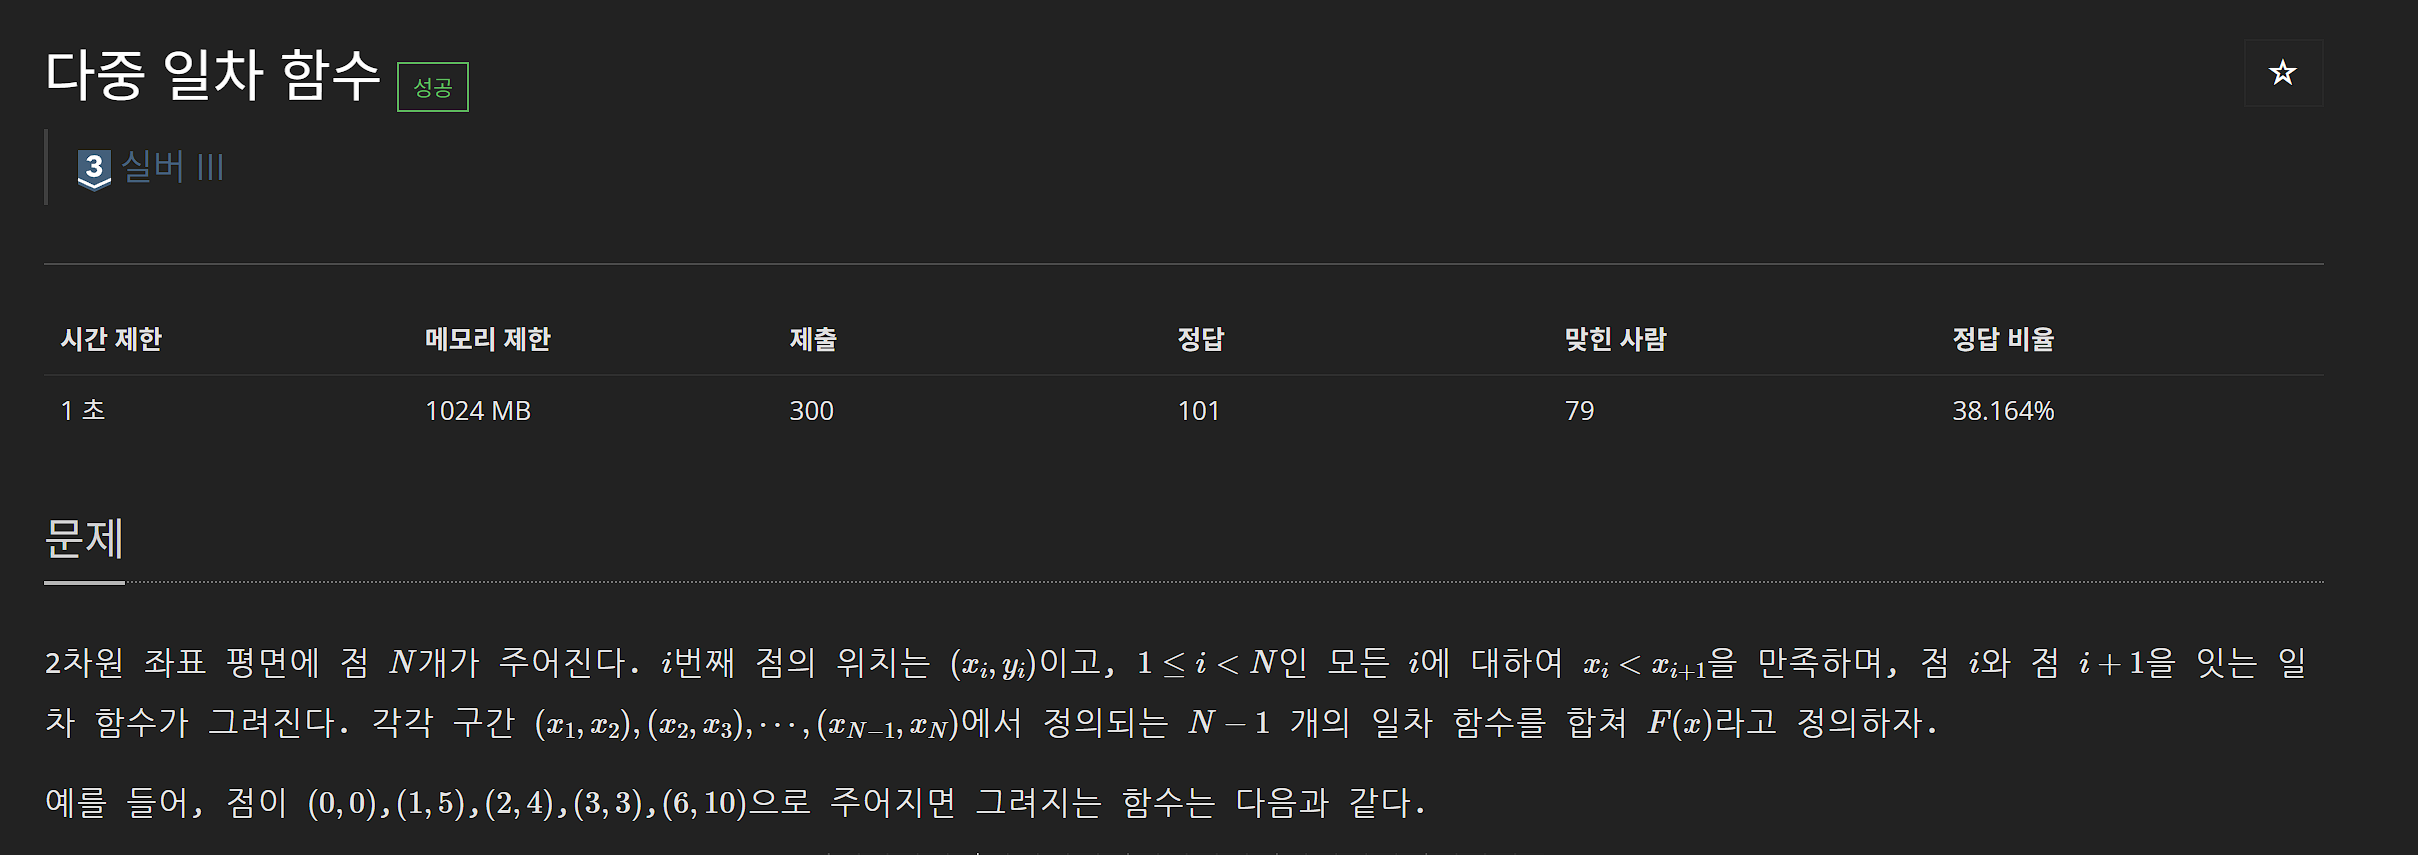 다중 일차 함수 성공
3 실버 III
시간 제한 메모리 제한 제출 정답 맞힌 사람 정답 비율
1 초 1024 MB 300 101 79 38.164%
문제
2차원 좌표 평면에 점 N개가 주어진다. i번째 점의 위치는 (x_i, y_i)이고, 1 ≤ i < N인 모든 i에 대하여 x_i < x_{i+1}을 만족하며, 점 i와 점 i + 1을 잇는 일
차 함수가 그려진다. 각각 구간 (x_1, x_2), (x_2, x_3), ⋯, (x_{N−1}, x_N)에서 정의되는 N − 1 개의 일차 함수를 합쳐 F(x)라고 정의하자.
예를 들어, 점이 (0, 0), (1, 5), (2, 4), (3, 3), (6, 10)으로 주어지면 그려지는 함수는 다음과 같다.